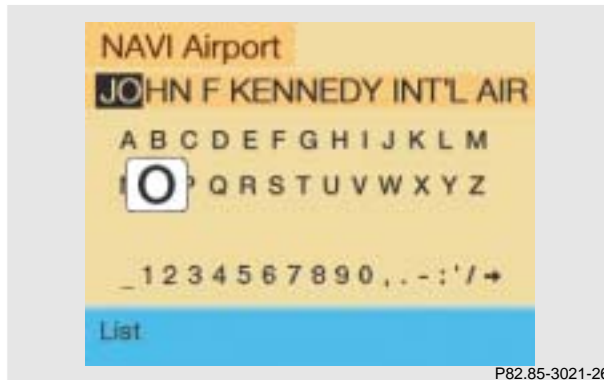 NAVI Airport
JOHN F KENNEDY INT'L AIR
A B C D E F G H I J K L M
O P Q R S T U V W X Y Z
_ 1 2 3 4 5 6 7 8 9 0 , . - : ' / →
List
P82.85-3021-26